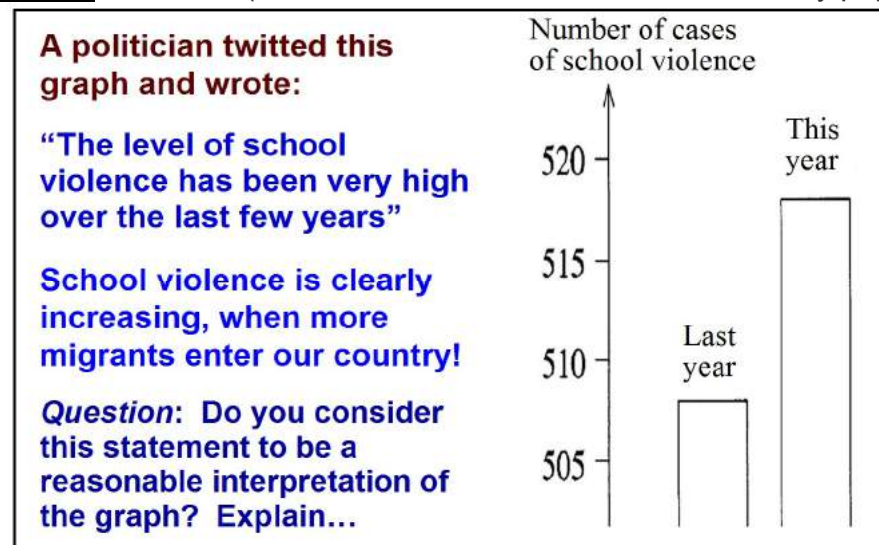 A politician twitted this
graph and wrote:
“The level of school
violence has been very high
over the last few years”
School violence is clearly
increasing, when more
migrants enter our country!
Question: Do you consider
this statement to be a
reasonable interpretation of
the graph? Explain…
Number of cases
of school violence
520
515
510
505
Last
year
This
year